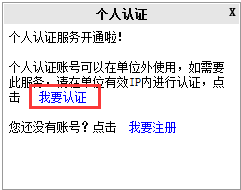 个人认证 X
个人认证服务开通啦！
个人认证账号可以在单位外使用，如需要
此服务，请在单位有效IP内进行认证，点
击 我要认证
您还没有账号？点击 我要注册